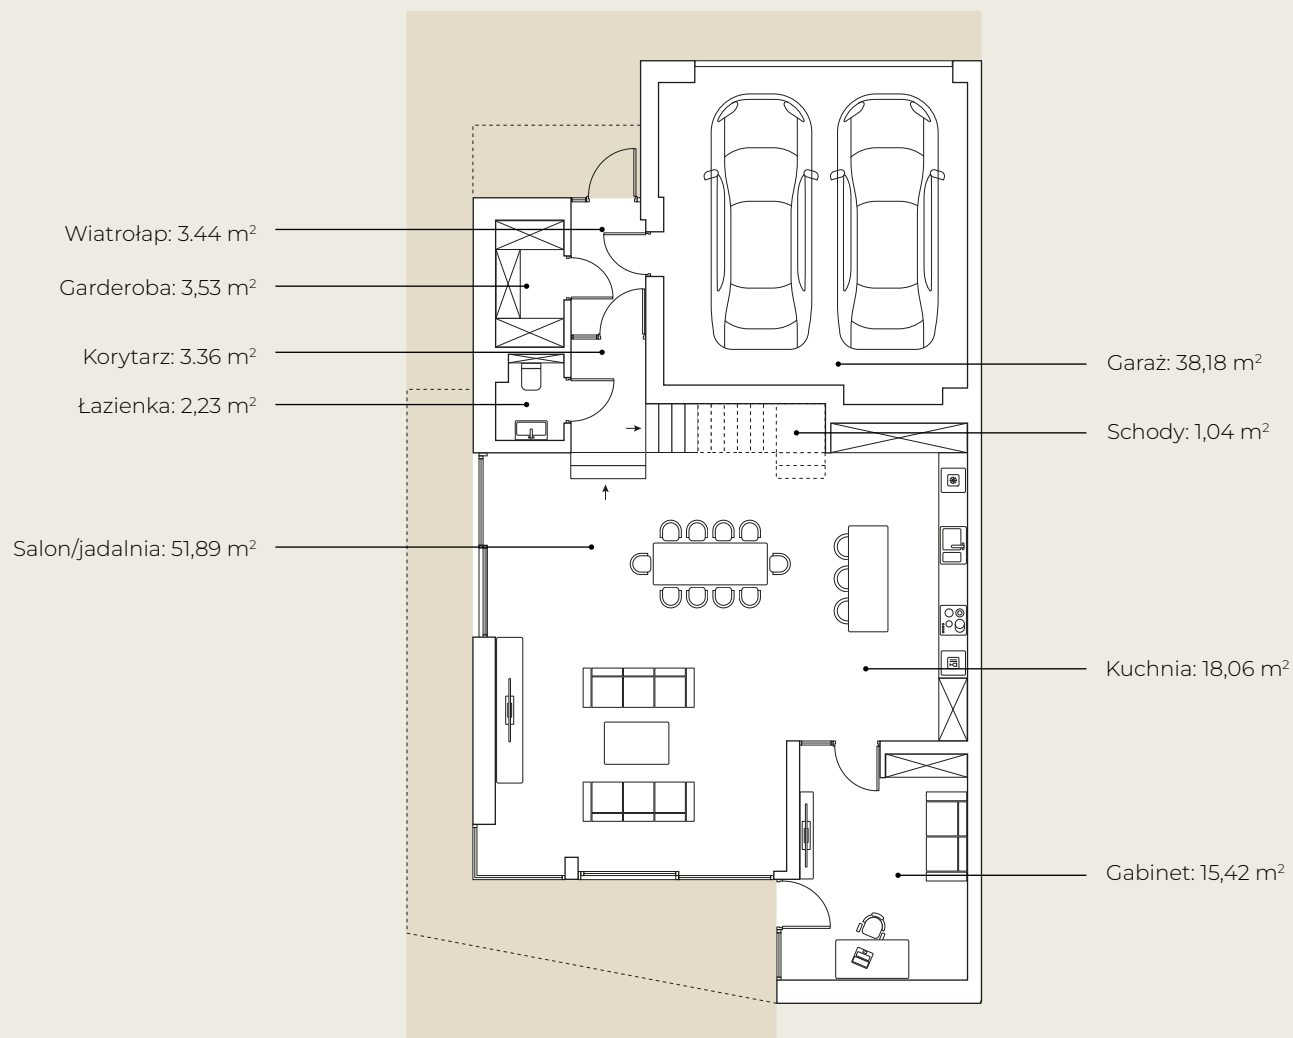 Wiatrołap: 3.44 m²
Garderoba: 3,53 m²
Korytarz: 3.36 m²
Łazienka: 2,23 m²
Salon/jadalnia: 51,89 m²
Garaż: 38,18 m²
Schody: 1,04 m²
Kuchnia: 18,06 m²
Gabinet: 15,42 m²